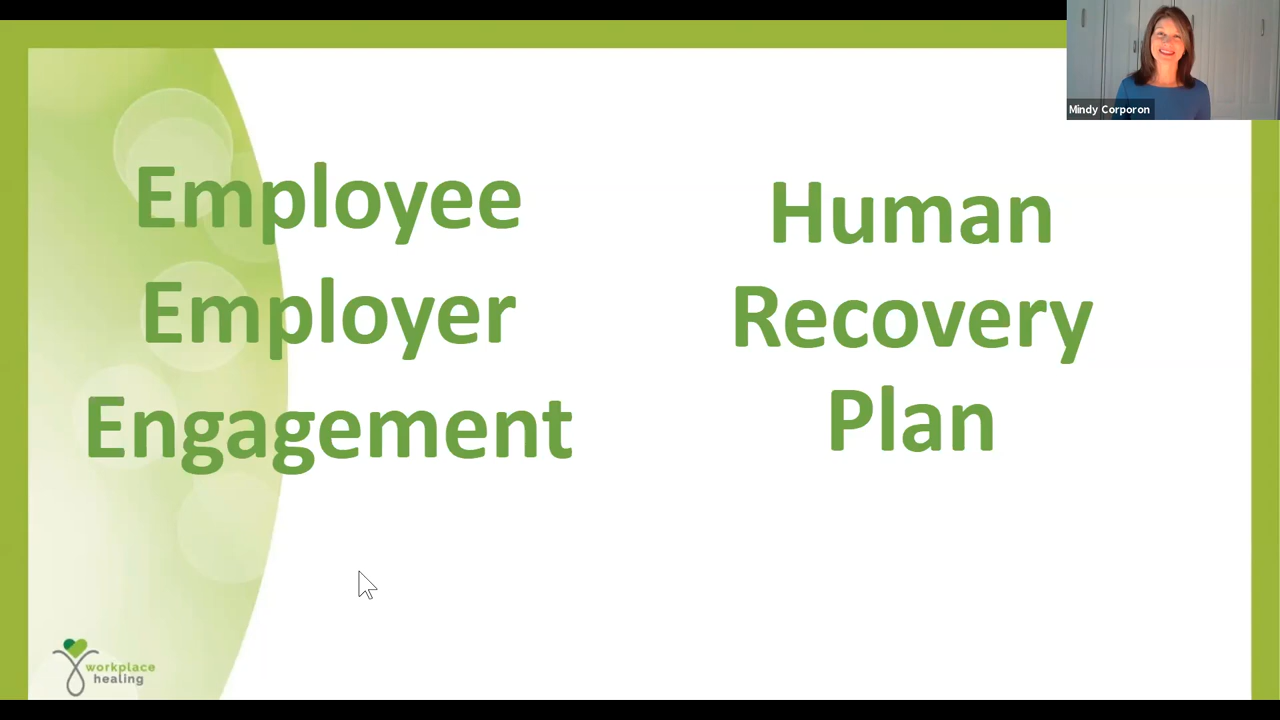 Mindy Corporon
Employee
Employer
Engagement
Human
Recovery
Plan
workplace
healing